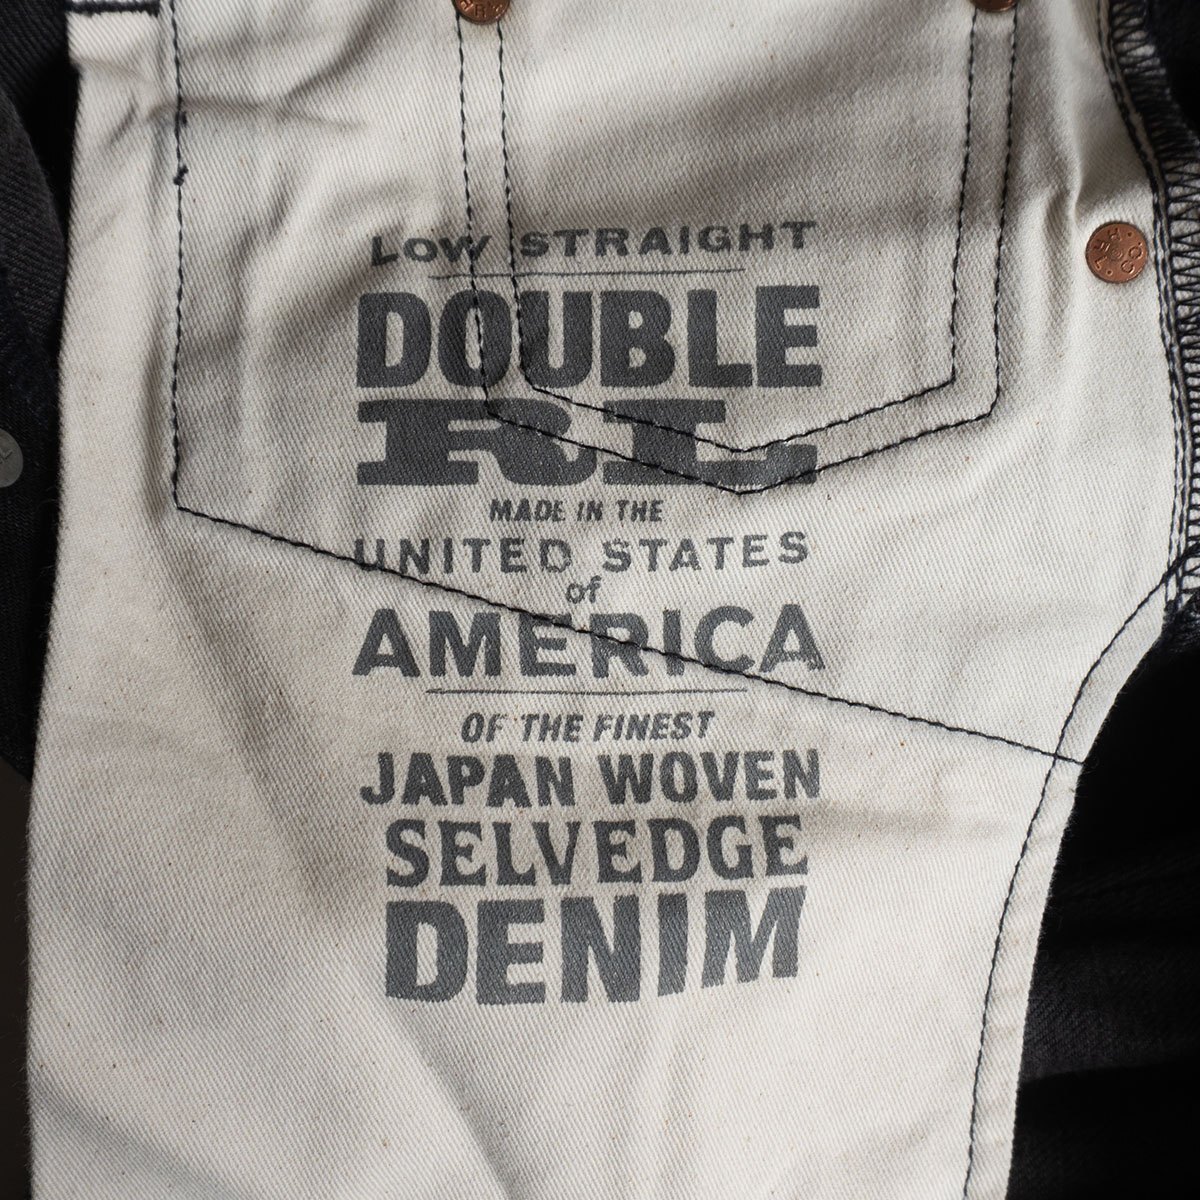 LOW STRAIGHT
DOUBLE
RL
MADE IN THE
UNITED STATES
of
AMERICA
OF THE FINEST
JAPAN WOVEN
SELVEDGE
DENIM